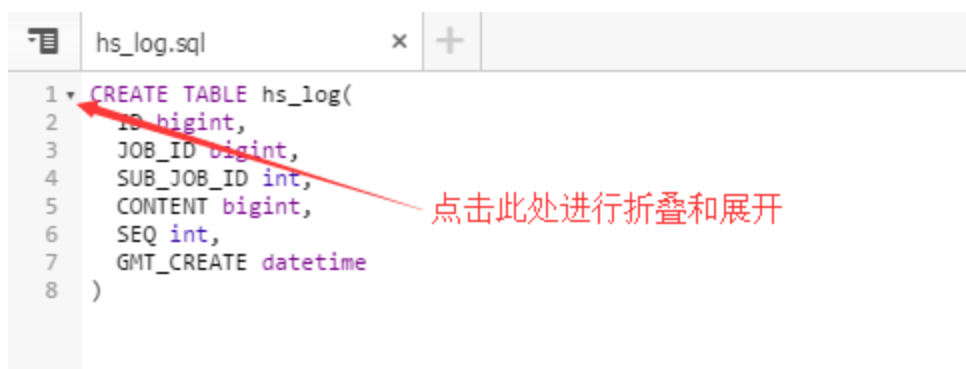 hs_log.sql × +
1 CREATE TABLE hs_log(
2 ID bigint,
3 JOB_ID bigint,
4 SUB_JOB_ID int,
5 CONTENT bigint,
6 SEQ int,
7 GMT_CREATE datetime
8 )
点击此处进行折叠和展开